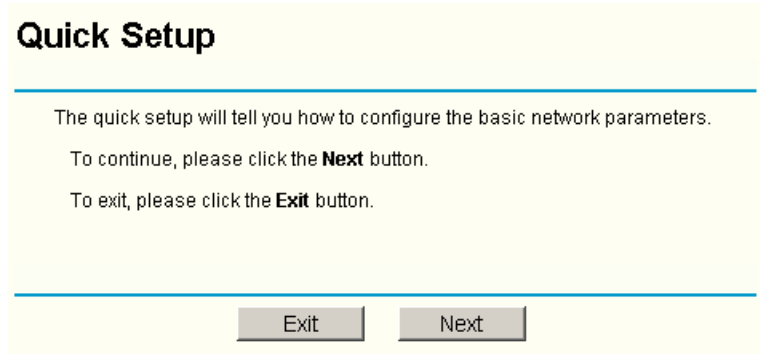 Quick Setup
The quick setup will tell you how to configure the basic network parameters.
To continue, please click the Next button.
To exit, please click the Exit button.
Exit Next